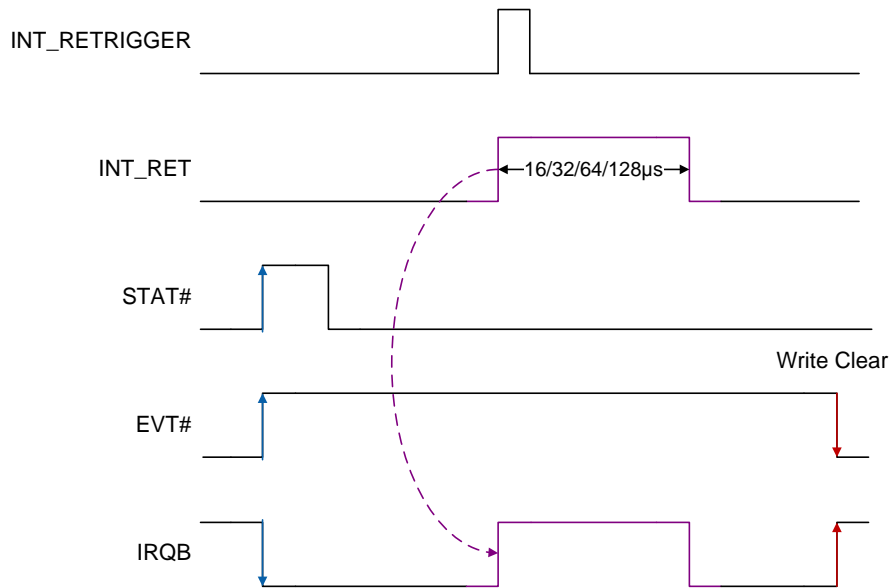 INT_RETRIGGER
INT_RET
16/32/64/128µs
STAT#
Write Clear
EVT#
IRQB